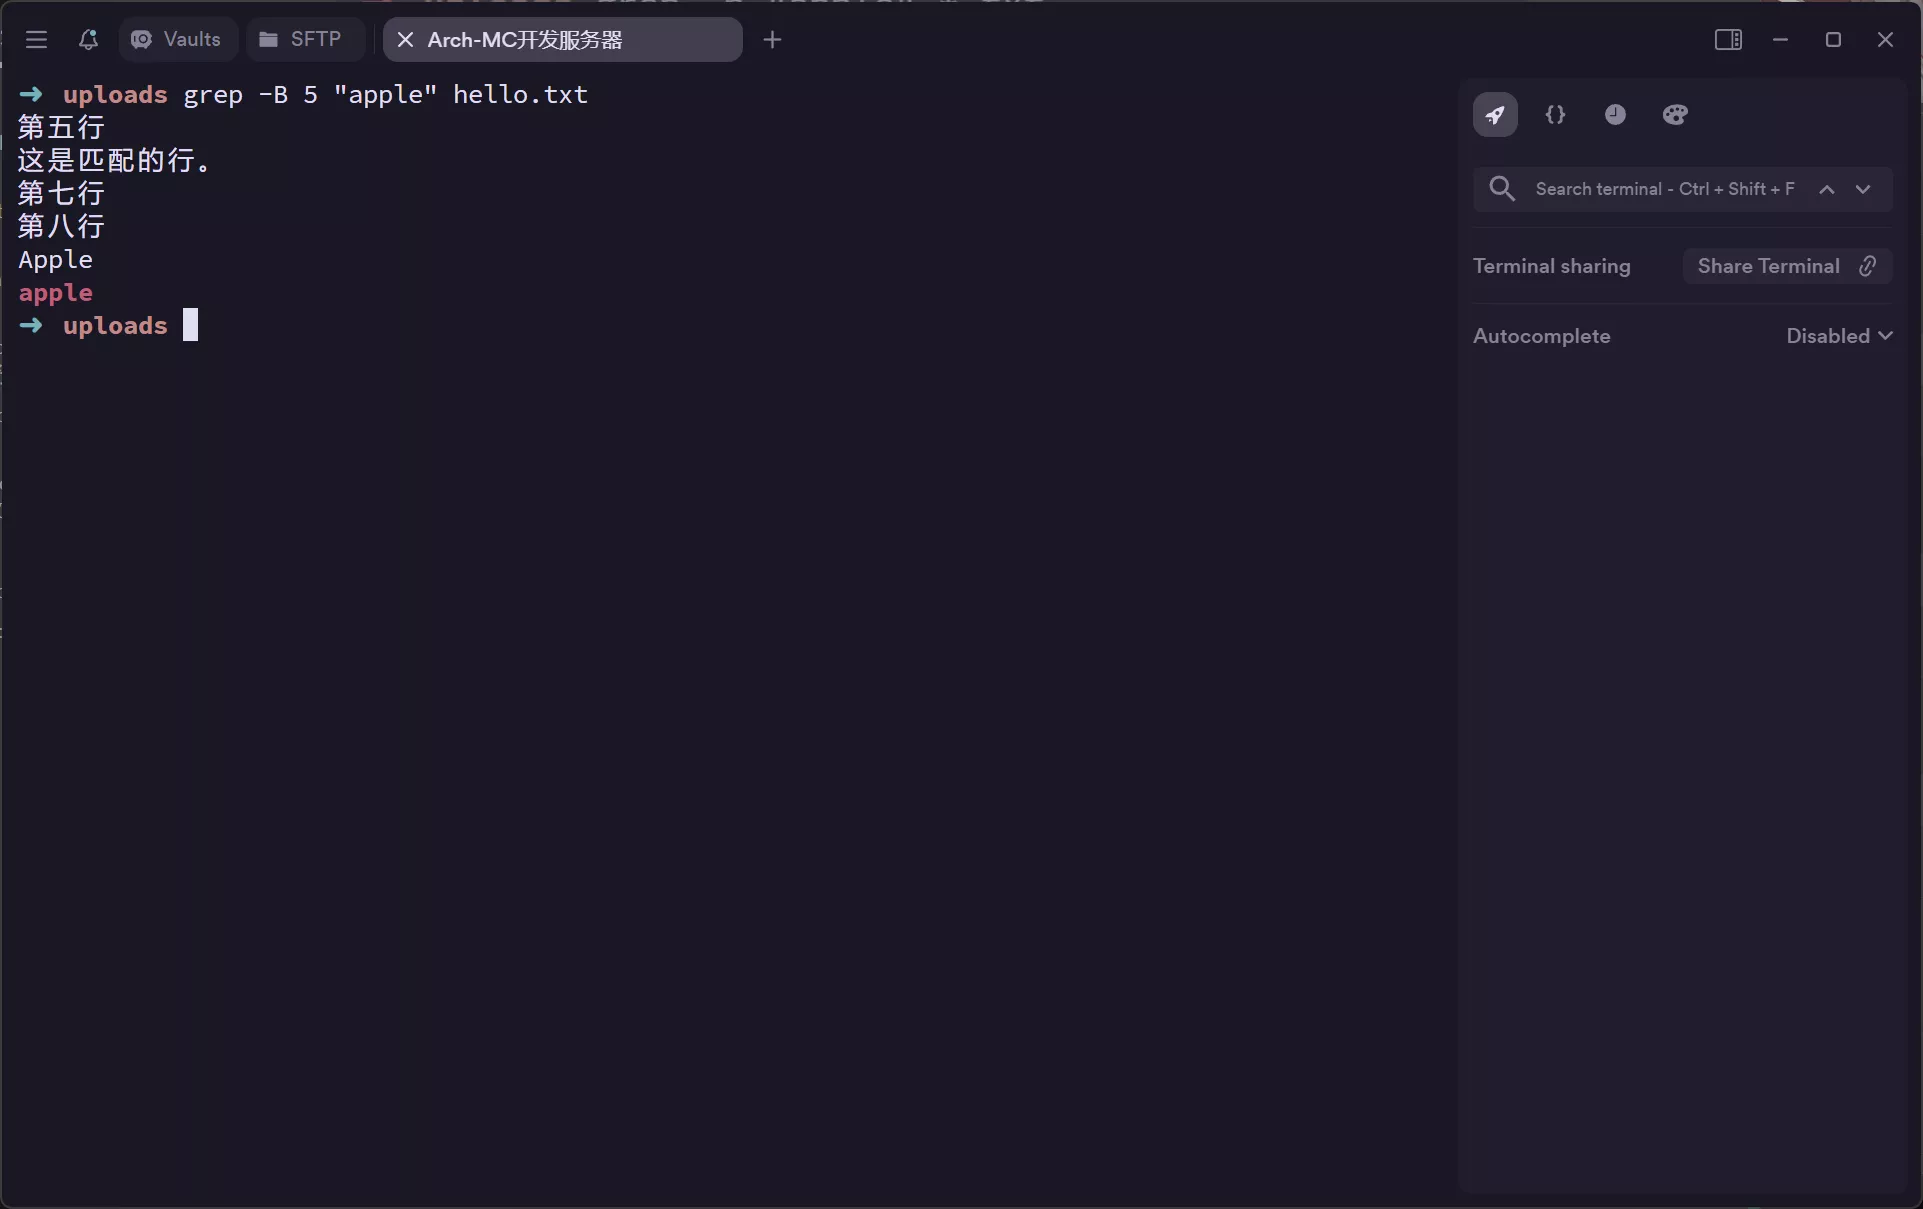 Vaults
SFTP
Arch-MC开发服务器
➜ uploads grep -B 5 "apple" hello.txt
第五行
这是匹配的行。
第七行
第八行
Apple
apple
➜ uploads
Search terminal - Ctrl + Shift + F
Terminal sharing
Share Terminal
Autocomplete
Disabled